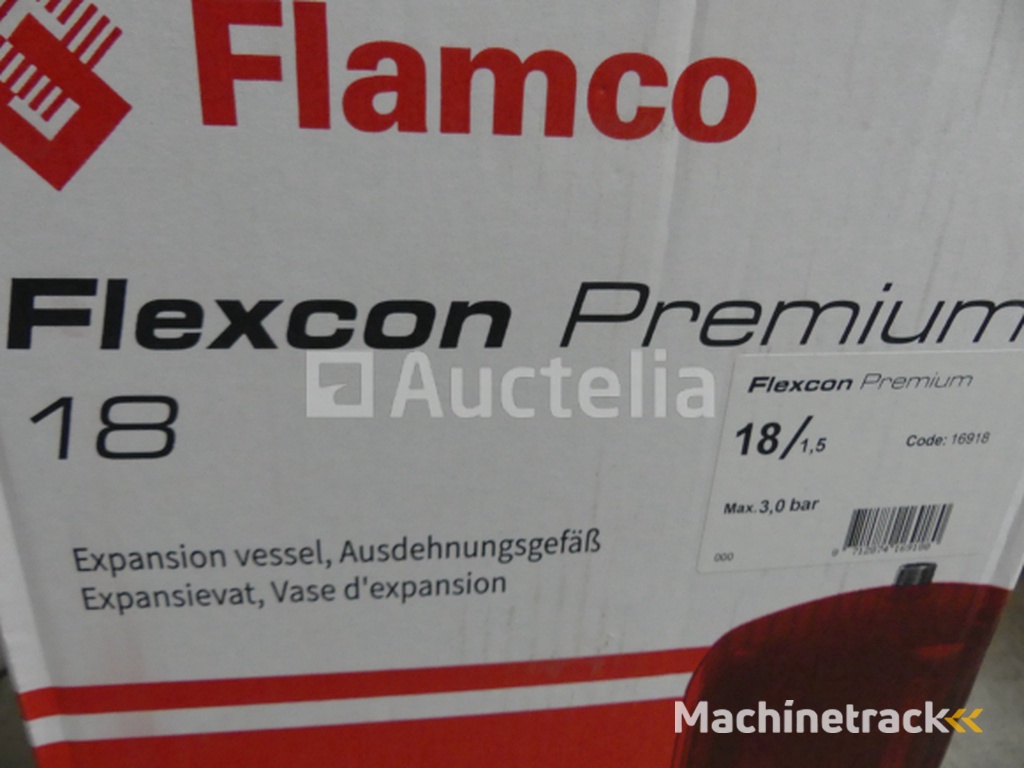 Flamco
Flexcon Premium
18
Auctelia
Flexcon Premium
18/1,5
Code: 16918
Max. 3,0 bar
000
Expansion vessel, Ausdehnungsgefäß
Expansievat, Vase d'expansion
Machinetrack